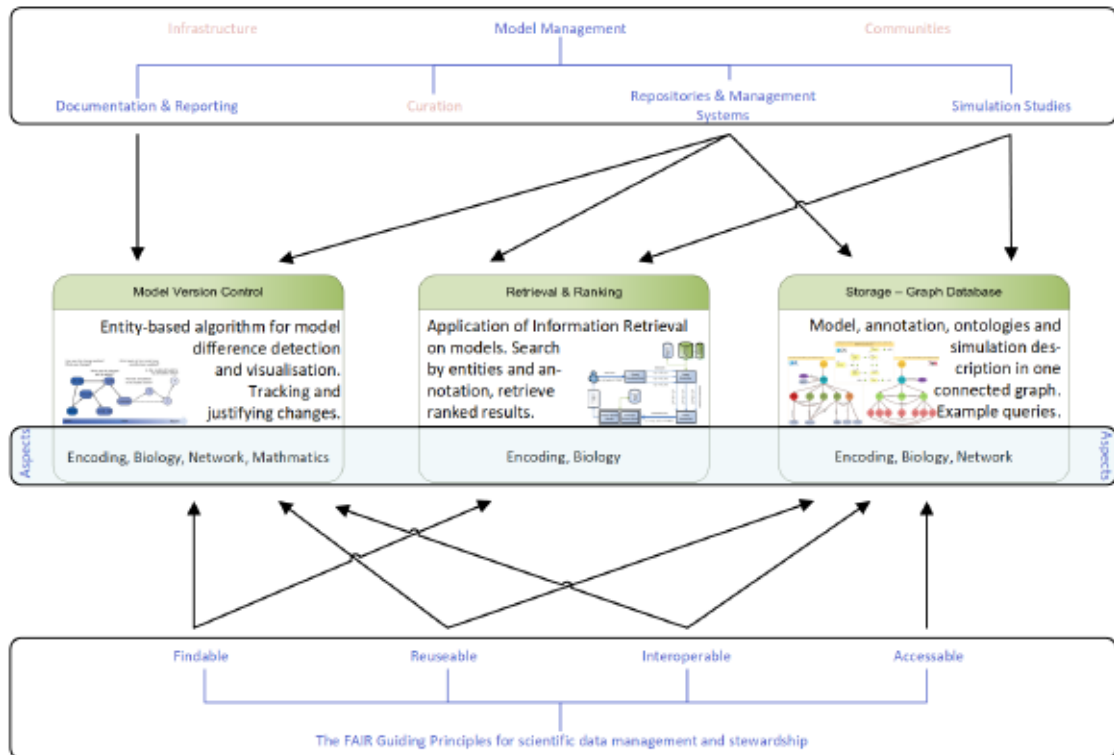 Infrastructure
Model Management
Communities
Documentation & Reporting
Curation
Repositories & Management
Systems
Simulation Studies
Model Version Control
Entity-based algorithm for model
difference detection
and visualisation.
Tracking and
justifying changes.
Encoding, Biology, Network, Mathmatics
Retrieval & Ranking
Application of Information Retrieval
on models. Search
by entities and an-
notation, retrieve
ranked results.
Encoding, Biology
Storage – Graph Database
Model, annotation, ontologies and
simulation des-
cription in one
connected graph.
Example queries.
Encoding, Biology, Network
Aspects
Aspects
Findable
Reuseable
Interoperable
Accessable
The FAIR Guiding Principles for scientific data management and stewardship